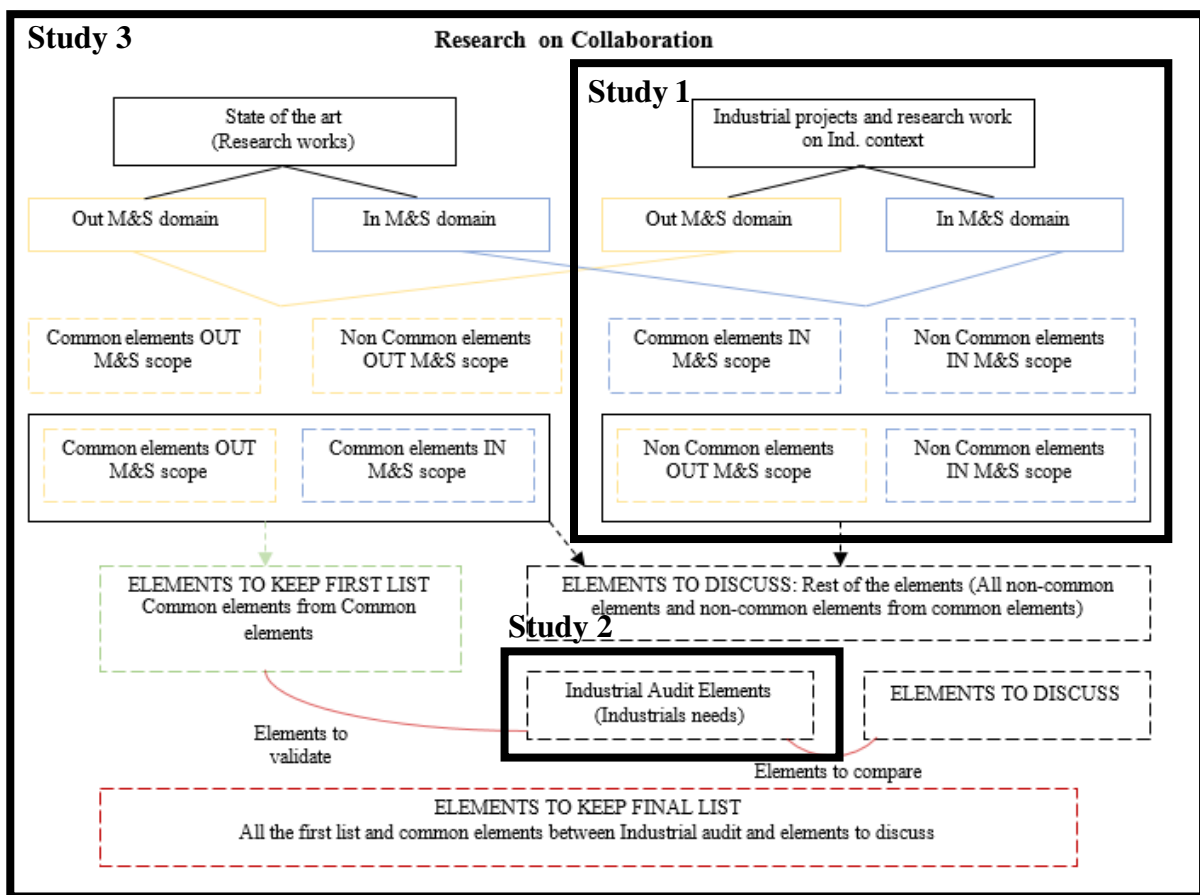 Study 3
Research on Collaboration
Study 1
State of the art
(Research works)
Industrial projects and research work
on Ind. context
Out M&S domain
In M&S domain
Out M&S domain
In M&S domain
Common elements OUT
M&S scope
Non Common elements
OUT M&S scope
Common elements IN
M&S scope
Non Common elements
IN M&S scope
Common elements OUT
M&S scope
Common elements IN
M&S scope
Non Common elements
OUT M&S scope
Non Common elements
IN M&S scope
ELEMENTS TO KEEP FIRST LIST
Common elements from Common
elements
ELEMENTS TO DISCUSS: Rest of the elements (All non-common
elements and non-common elements from common elements)
Study 2
Industrial Audit Elements
(Industrials needs)
ELEMENTS TO DISCUSS
Elements to
validate
Elements to compare
ELEMENTS TO KEEP FINAL LIST
All the first list and common elements between Industrial audit and elements to discuss